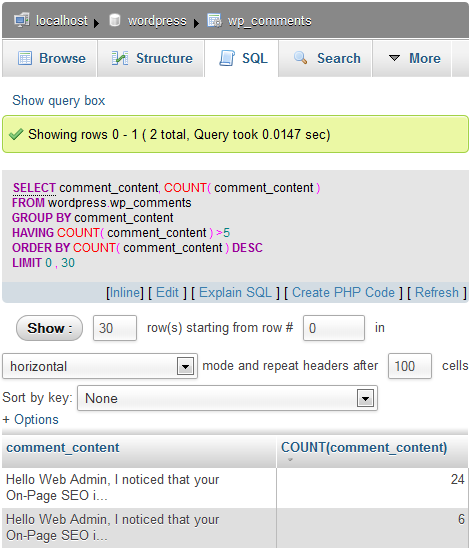 localhost wordpress wp_comments
Browse Structure SQL Search More
Show query box
Showing rows 0 - 1 ( 2 total, Query took 0.0147 sec)
SELECT comment_content, COUNT( comment_content )
FROM wordpress.wp_comments
GROUP BY comment_content
HAVING COUNT( comment_content ) >5
ORDER BY COUNT( comment_content ) DESC
LIMIT 0 , 30
[Inline] [ Edit ] [ Explain SQL ] [ Create PHP Code ] [ Refresh ]
Show : 30 row(s) starting from row # 0 in
horizontal mode and repeat headers after 100 cells
Sort by key: None
+ Options
comment_content COUNT(comment_content)
Hello Web Admin, I noticed that your 24
On-Page SEO i...
Hello Web Admin, I noticed that your 6
On-Page SEO i...